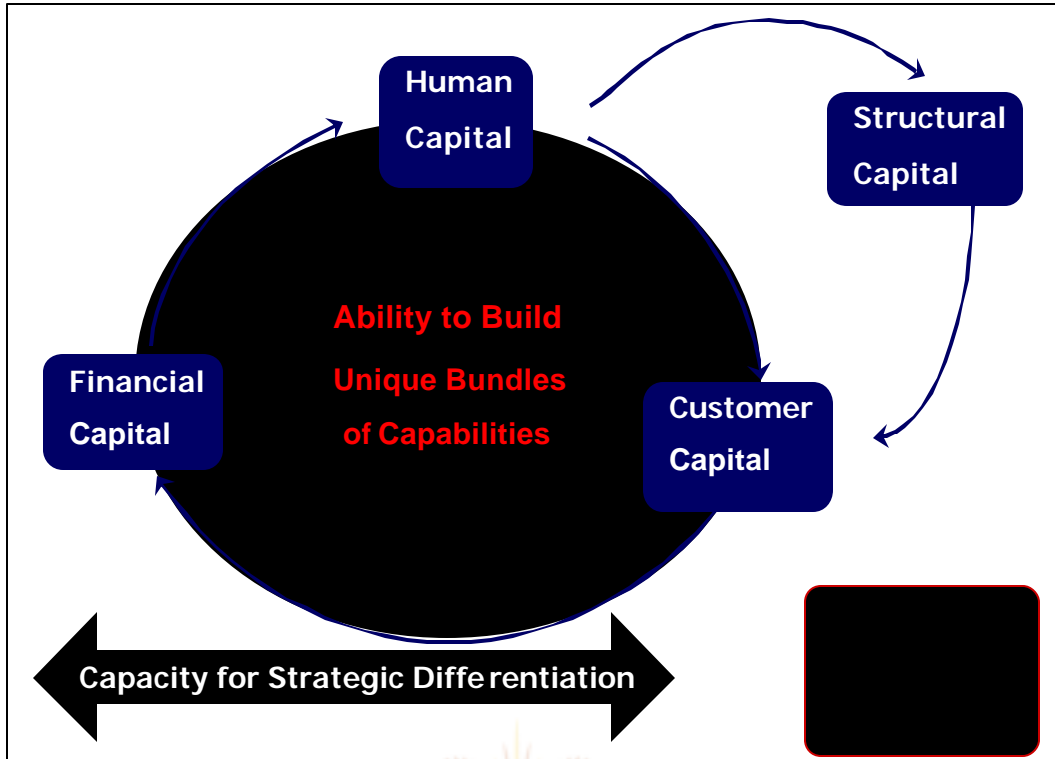 Human
Capital
Structural
Capital
Ability to Build
Unique Bundles
of Capabilities
Financial
Capital
Customer
Capital
Capacity for Strategic Differentiation